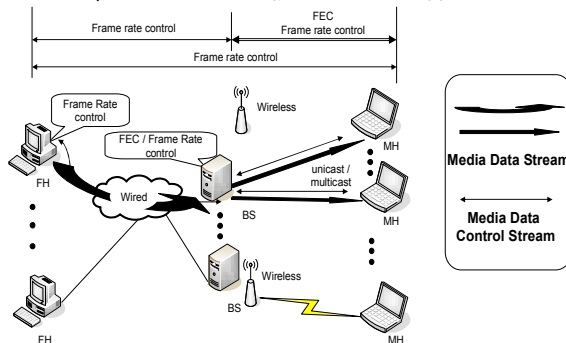 FEC
Frame rate control
Frame rate control
Frame rate control
Frame Rate
control
Wireless
FEC / Frame Rate
control
MH
FH
Wired
unicast /
multicast
BS
MH
Wireless
BS
FH
MH
Media Data Stream
Media Data
Control Stream